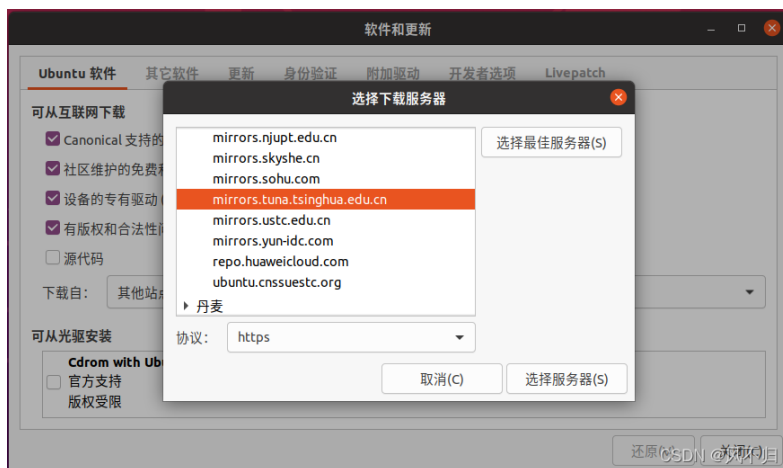 软件和更新
Ubuntu 软件 其它软件 更新 身份验证 附加驱动 开发者选项 Livepatch
选择下载服务器
可从互联网下载
mirrors.njupt.edu.cn
选择最佳服务器(S)
Canonical 支持的
mirrors.skyshe.cn
社区维护的免费
mirrors.sohu.com
设备的专有驱动
mirrors.tuna.tsinghua.edu.cn
有版权和合法性
mirrors.ustc.edu.cn
mirrors.yun-idc.com
源代码
repo.huaweicloud.com
ubuntu.cnssuestc.org
下载自： 其他站
丹麦
可从光驱安装
协议： https
Cdrom with Ub
官方支持
取消(C) 选择服务器(S)
版权受限
还原
CSDN